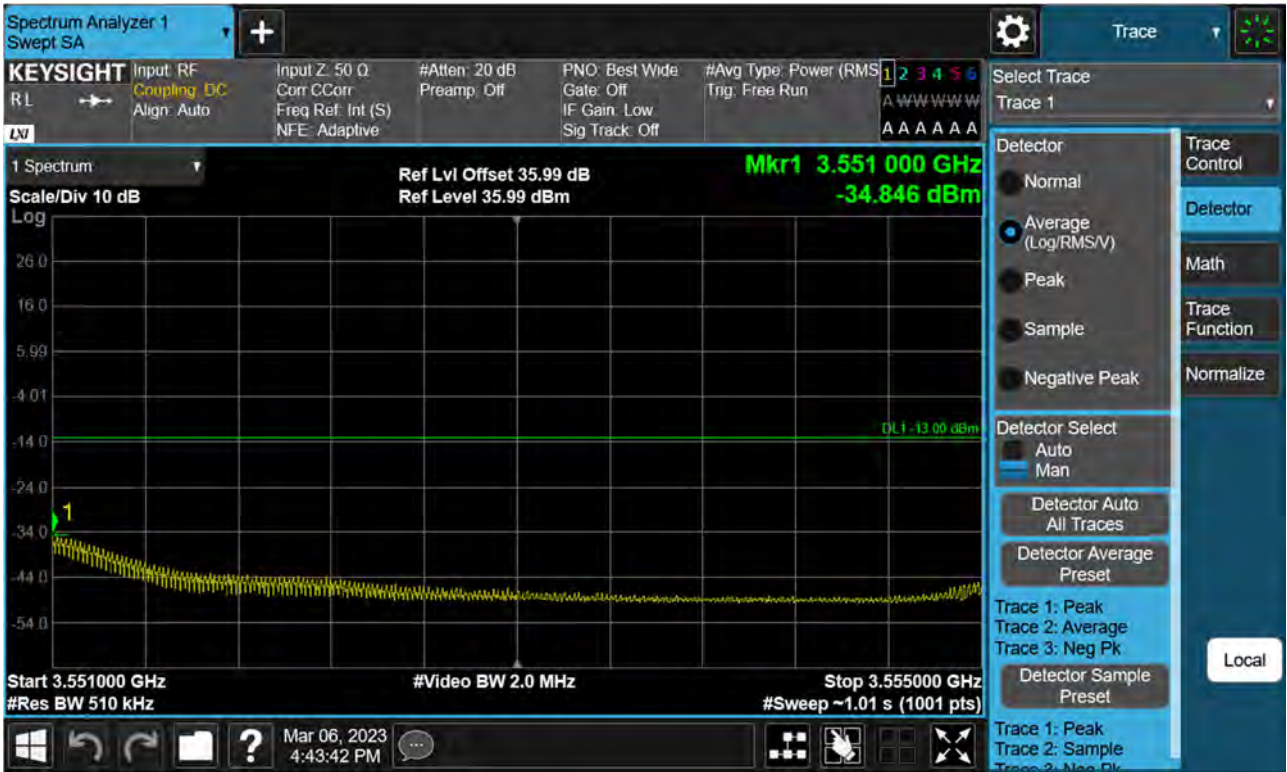 Spectrum Analyzer 1
Swept SA
Trace
KEYSIGHT
R L
LXI
Input: RF
Coupling: DC
Align: Auto
Input Z: 50 Ω
Corr CCorr
Freq Ref: Int (S)
NFE: Adaptive
#Atten: 20 dB
Preamp: Off
PNO: Best Wide
Gate: Off
IF Gain: Low
Sig Track: Off
#Avg Type: Power (RMS
Trig: Free Run
1 2 3 4 5 6
A W W W W W
A A A A A A
Select Trace
Trace 1
1 Spectrum
Scale/Div 10 dB
Ref Lvl Offset 35.99 dB
Ref Level 35.99 dBm
Mkr1 3.551 000 GHz
-34.846 dBm
Log
26.0
16.0
5.99
-4.01
-14.0
-24.0
-34.0
-44.0
-54.0
DL1 -13.00 dBm
1
Start 3.551000 GHz
#Res BW 510 kHz
#Video BW 2.0 MHz
Stop 3.555000 GHz
#Sweep ~1.01 s (1001 pts)
Detector
Normal
Average
(Log/RMS/V)
Peak
Sample
Negative Peak
Detector Select
Auto
Man
Detector Auto
All Traces
Detector Average
Preset
Trace 1: Peak
Trace 2: Average
Trace 3: Neg Pk
Detector Sample
Preset
Trace 1: Peak
Trace 2: Sample
Trace 3: Neg Pk
Trace
Control
Detector
Math
Trace
Function
Normalize
Local
?
Mar 06, 2023
4:43:42 PM